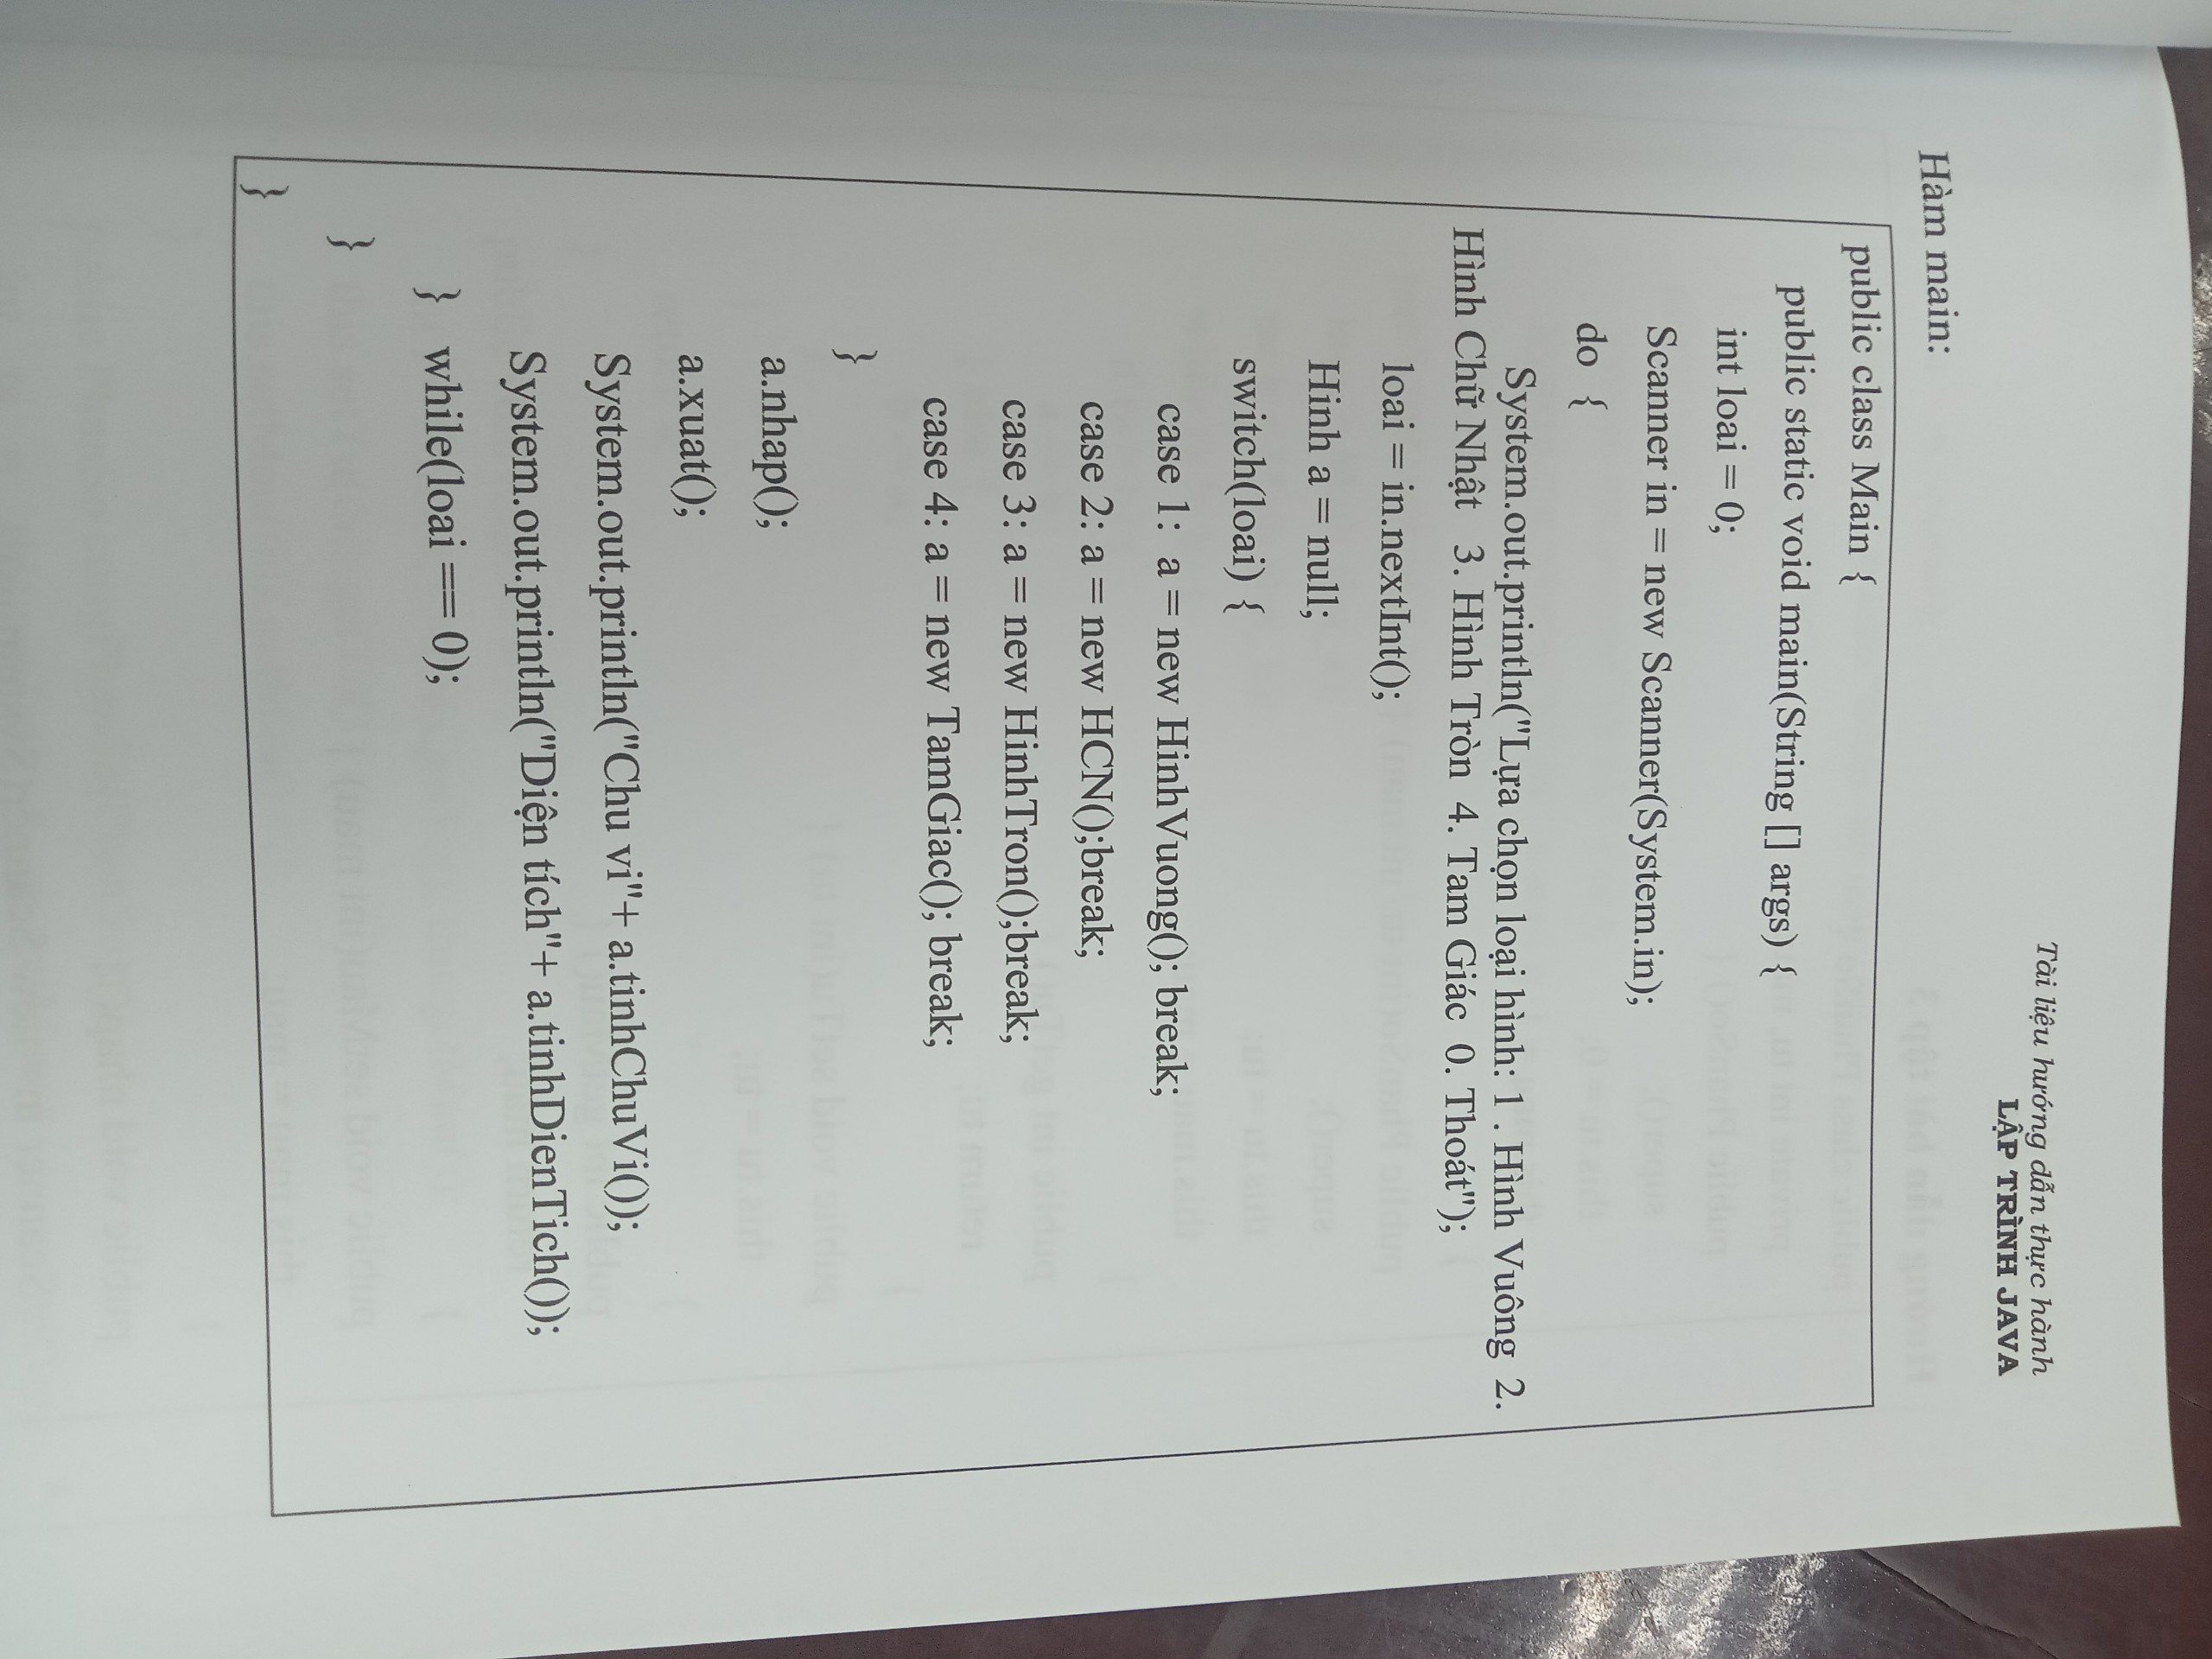 Tài liệu hướng dẫn thực hành
LẬP TRÌNH JAVA
Hàm main:
public class Main {
public static void main(String [] args) {
int loai = 0;
Scanner in = new Scanner(System.in);
do {
System.out.println("Lựa chọn loại hình: 1 . Hình Vuông 2.
Hình Chữ Nhật 3. Hình Tròn 4. Tam Giác 0. Thoát");
loai = in.nextInt();
Hinh a = null;
switch(loai) {
case 1: a = new HinhVuong(); break;
case 2: a = new HCN();break;
case 3: a = new HinhTron();break;
case 4: a = new TamGiac(); break;
}
a.nhap();
a.xuat();
System.out.println("Chu vi"+ a.tinhChuVi());
System.out.println("Diện tích"+ a.tinhDienTich());
} while(loai == 0);
}
}